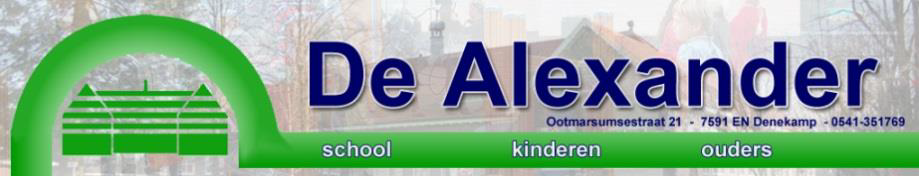 De Alexander
Ootmarsumsestraat 21 - 7591 EN Denekamp - 0541-351769
school kinderen ouders